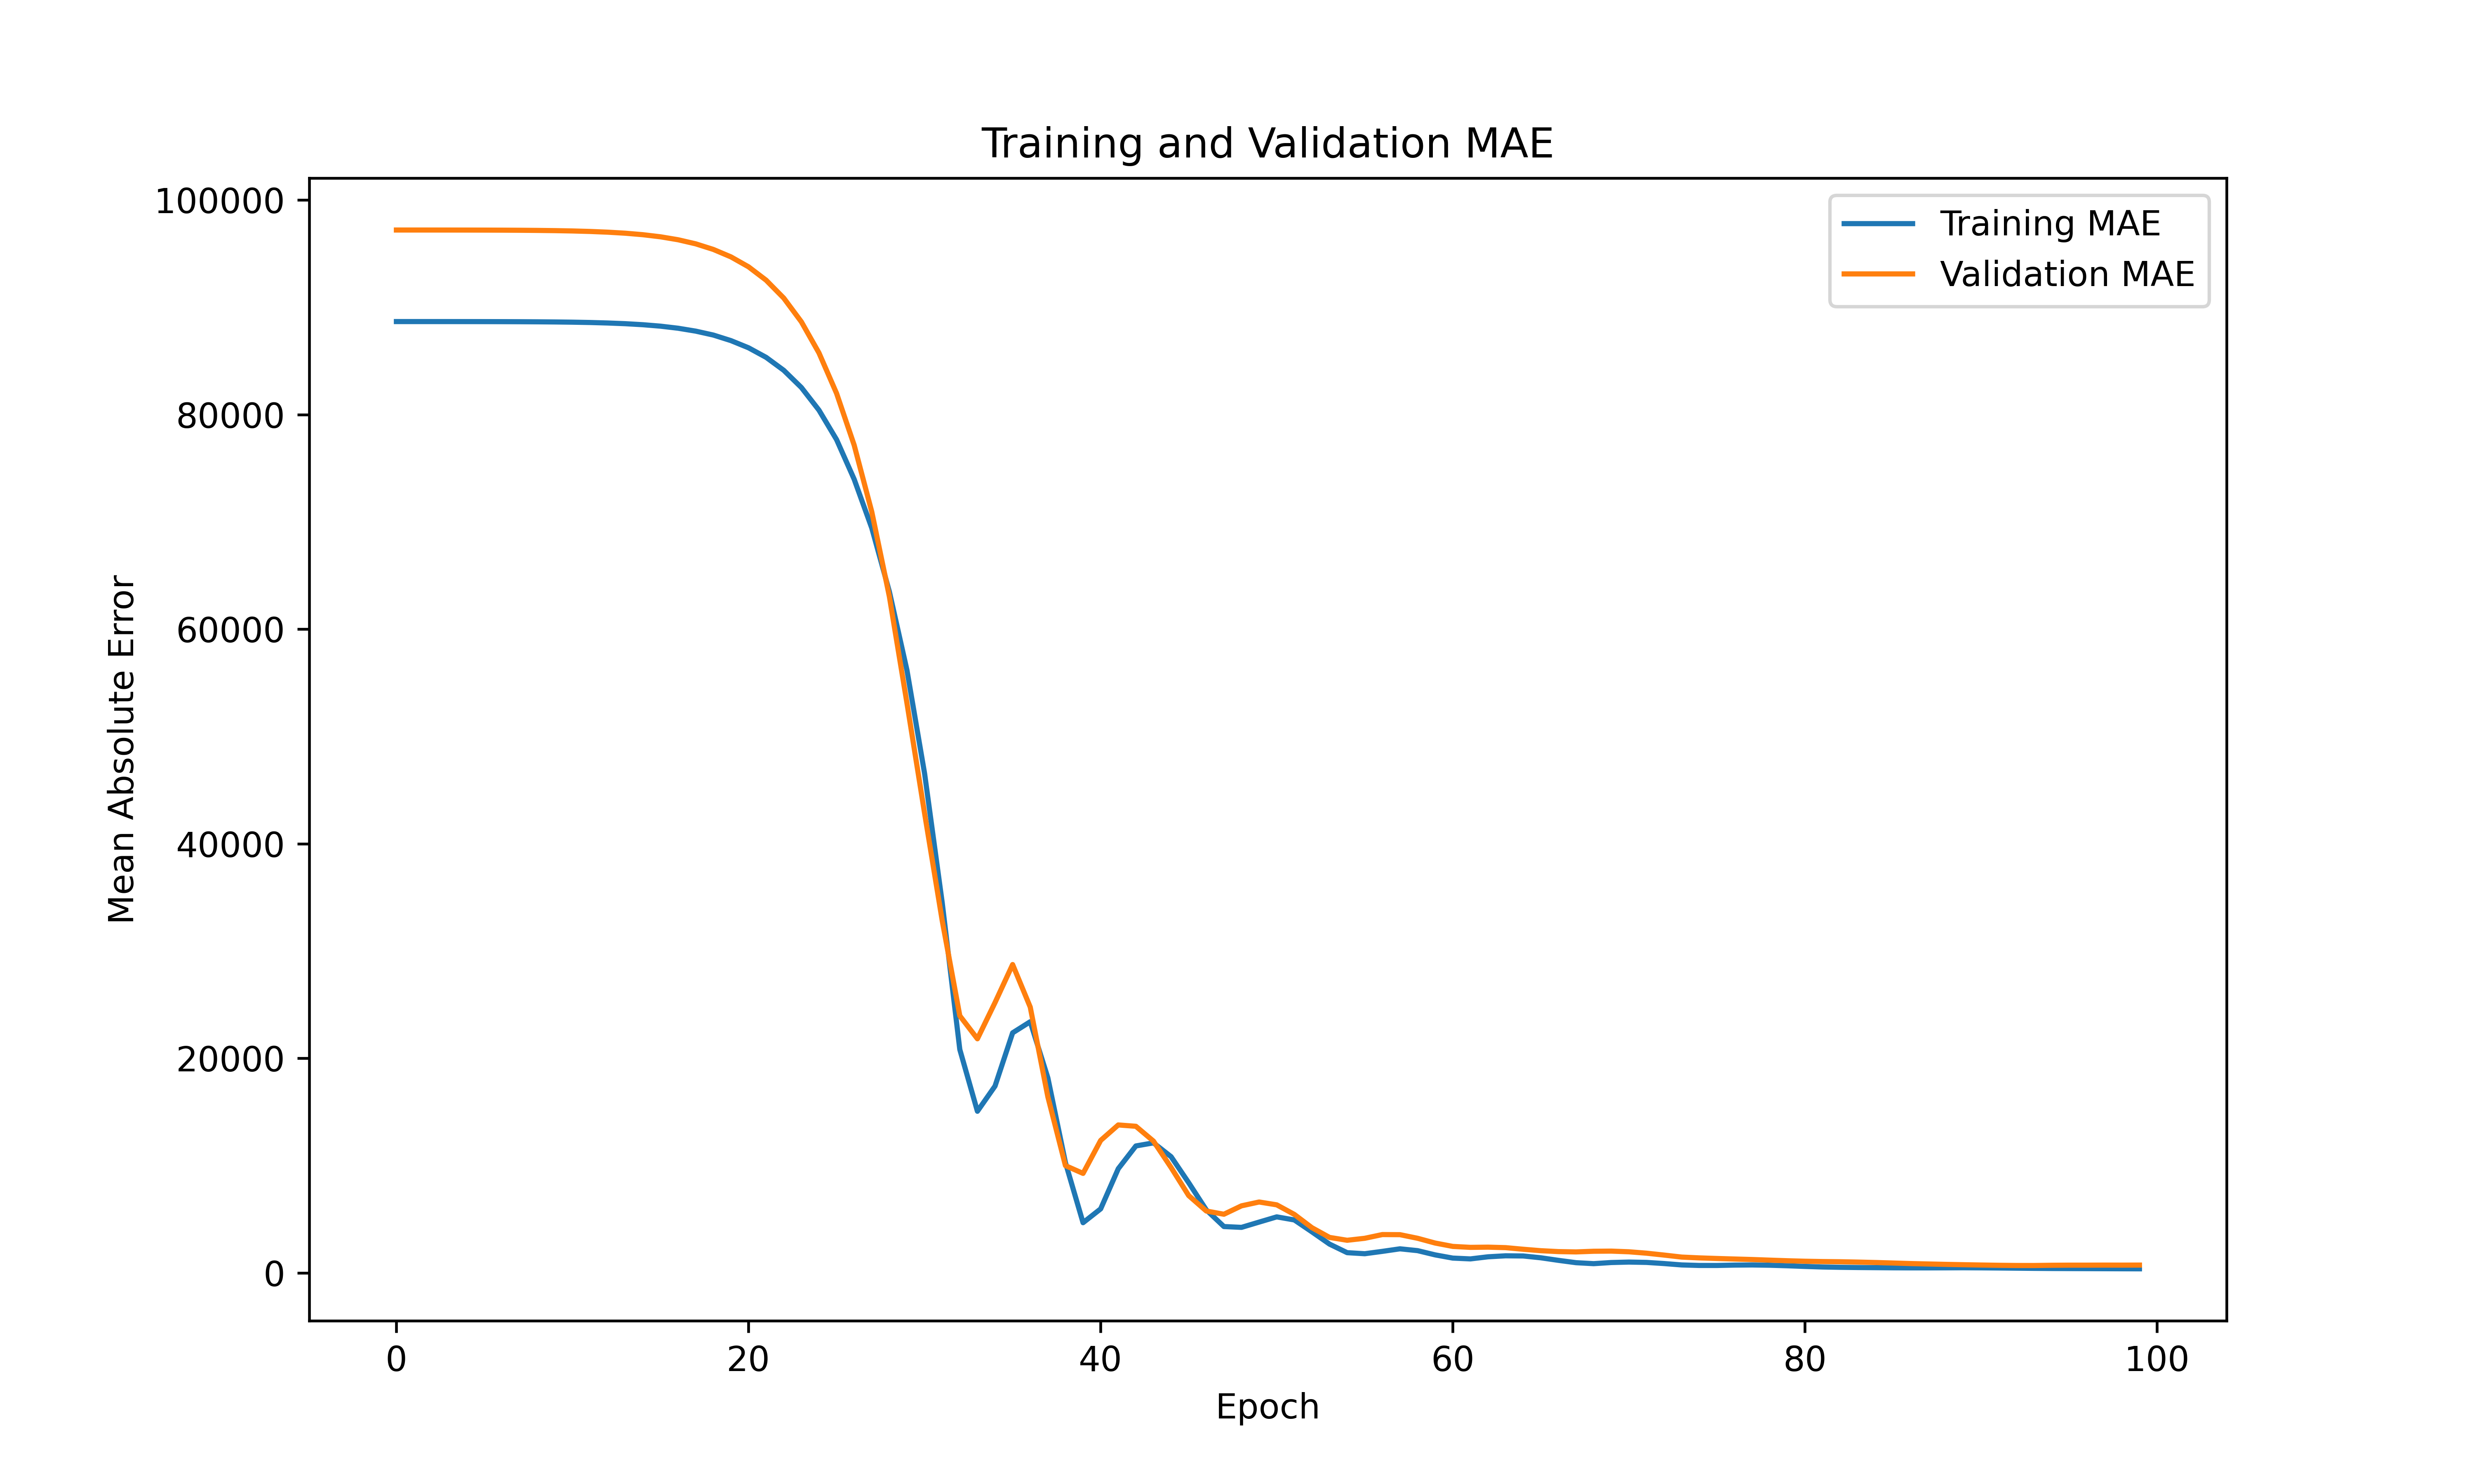 Training and Validation MAE
100000
80000
60000
40000
20000
0
Mean Absolute Error
Training MAE
Validation MAE
0 20 40 60 80 100
Epoch